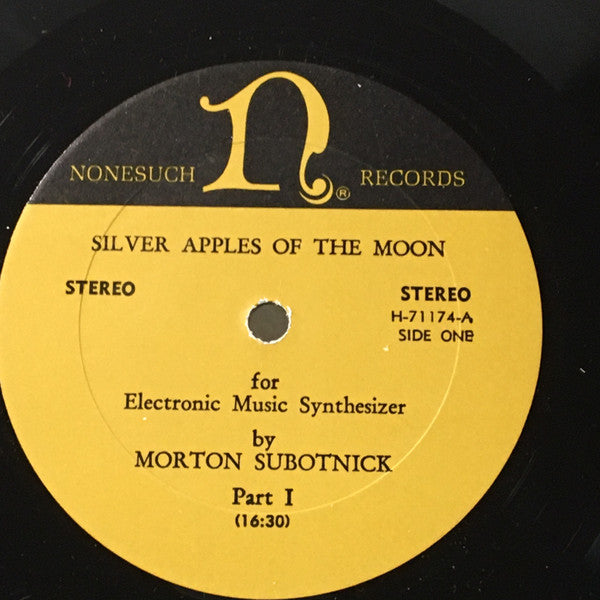 n
NONESUCH RECORDS
®
SILVER APPLES OF THE MOON
STEREO STEREO
H-71174-A
SIDE ONE
for
Electronic Music Synthesizer
by
MORTON SUBOTNICK
Part I
(16:30)